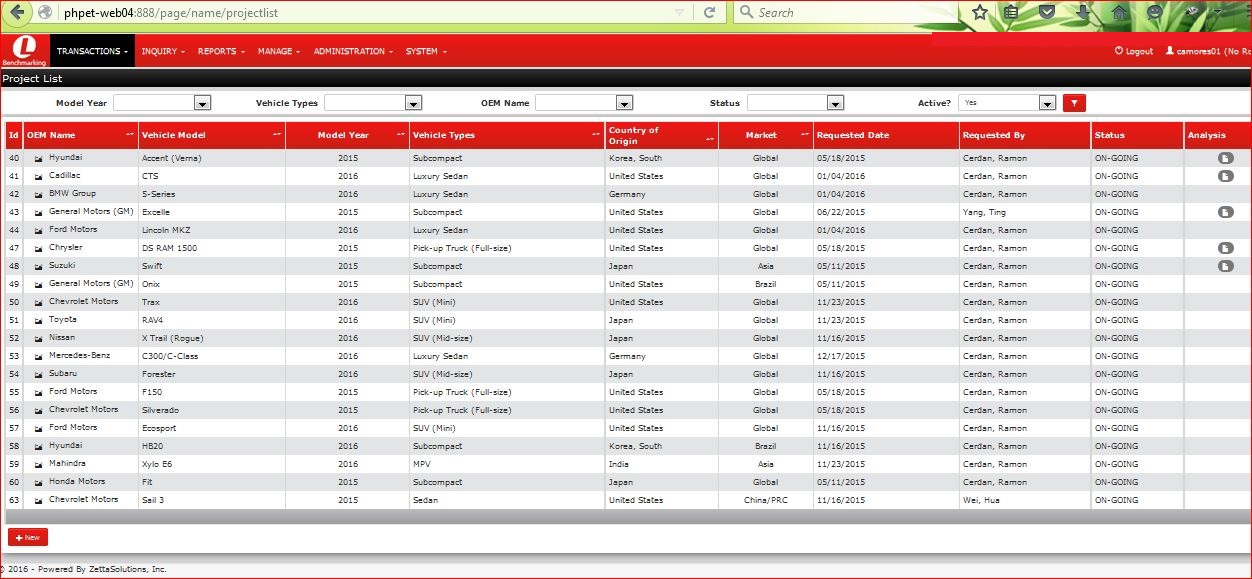 phpet-web04:888/page/name/projectlist Search
Benchmarking TRANSACTIONS INQUIRY REPORTS MANAGE ADMINISTRATION SYSTEM Logout camores01 (No Ro
Project List
Model Year Vehicle Types OEM Name Status Active? Yes
Id OEM Name Vehicle Model Model Year Vehicle Types Country of Origin Market Requested Date Requested By Status Analysis
40 Hyundai Accent (Verna) 2015 Subcompact Korea, South Global 05/18/2015 Cerdan, Ramon ON-GOING
41 Cadillac CTS 2016 Luxury Sedan United States Global 01/04/2016 Cerdan, Ramon ON-GOING
42 BMW Group 5-Series 2016 Luxury Sedan Germany Global 01/04/2016 Cerdan, Ramon ON-GOING
43 General Motors (GM) Excelle 2015 Subcompact United States Global 06/22/2015 Yang, Ting ON-GOING
44 Ford Motors Lincoln MKZ 2016 Luxury Sedan United States Global 01/04/2016 Cerdan, Ramon ON-GOING
47 Chrysler DS RAM 1500 2015 Pick-up Truck (Full-size) United States Global 05/18/2015 Cerdan, Ramon ON-GOING
48 Suzuki Swift 2015 Subcompact Japan Asia 05/11/2015 Cerdan, Ramon ON-GOING
49 General Motors (GM) Onix 2015 Subcompact United States Brazil 05/11/2015 Cerdan, Ramon ON-GOING
50 Chevrolet Motors Trax 2016 SUV (Mini) United States Global 11/23/2015 Cerdan, Ramon ON-GOING
51 Toyota RAV4 2016 SUV (Mini) Japan Global 11/23/2015 Cerdan, Ramon ON-GOING
52 Nissan X Trail (Rogue) 2016 SUV (Mid-size) Japan Global 11/16/2015 Cerdan, Ramon ON-GOING
53 Mercedes-Benz C300/C-Class 2016 Luxury Sedan Germany Global 12/17/2015 Cerdan, Ramon ON-GOING
54 Subaru Forester 2016 SUV (Mid-size) Japan Global 11/16/2015 Cerdan, Ramon ON-GOING
55 Ford Motors F150 2015 Pick-up Truck (Full-size) United States Global 05/18/2015 Cerdan, Ramon ON-GOING
56 Chevrolet Motors Silverado 2015 Pick-up Truck (Full-size) United States Global 05/18/2015 Cerdan, Ramon ON-GOING
57 Ford Motors Ecosport 2016 SUV (Mini) United States Global 11/16/2015 Cerdan, Ramon ON-GOING
58 Hyundai HB20 2016 Subcompact Korea, South Brazil 11/16/2015 Cerdan, Ramon ON-GOING
59 Mahindra Xylo E6 2016 MPV India Asia 11/23/2015 Cerdan, Ramon ON-GOING
60 Honda Motors Fit 2015 Subcompact Japan Global 05/11/2015 Cerdan, Ramon ON-GOING
63 Chevrolet Motors Sail 3 2015 Sedan United States China/PRC 11/16/2015 Wei, Hua ON-GOING
New
© 2016 - Powered By ZettaSolutions, Inc.